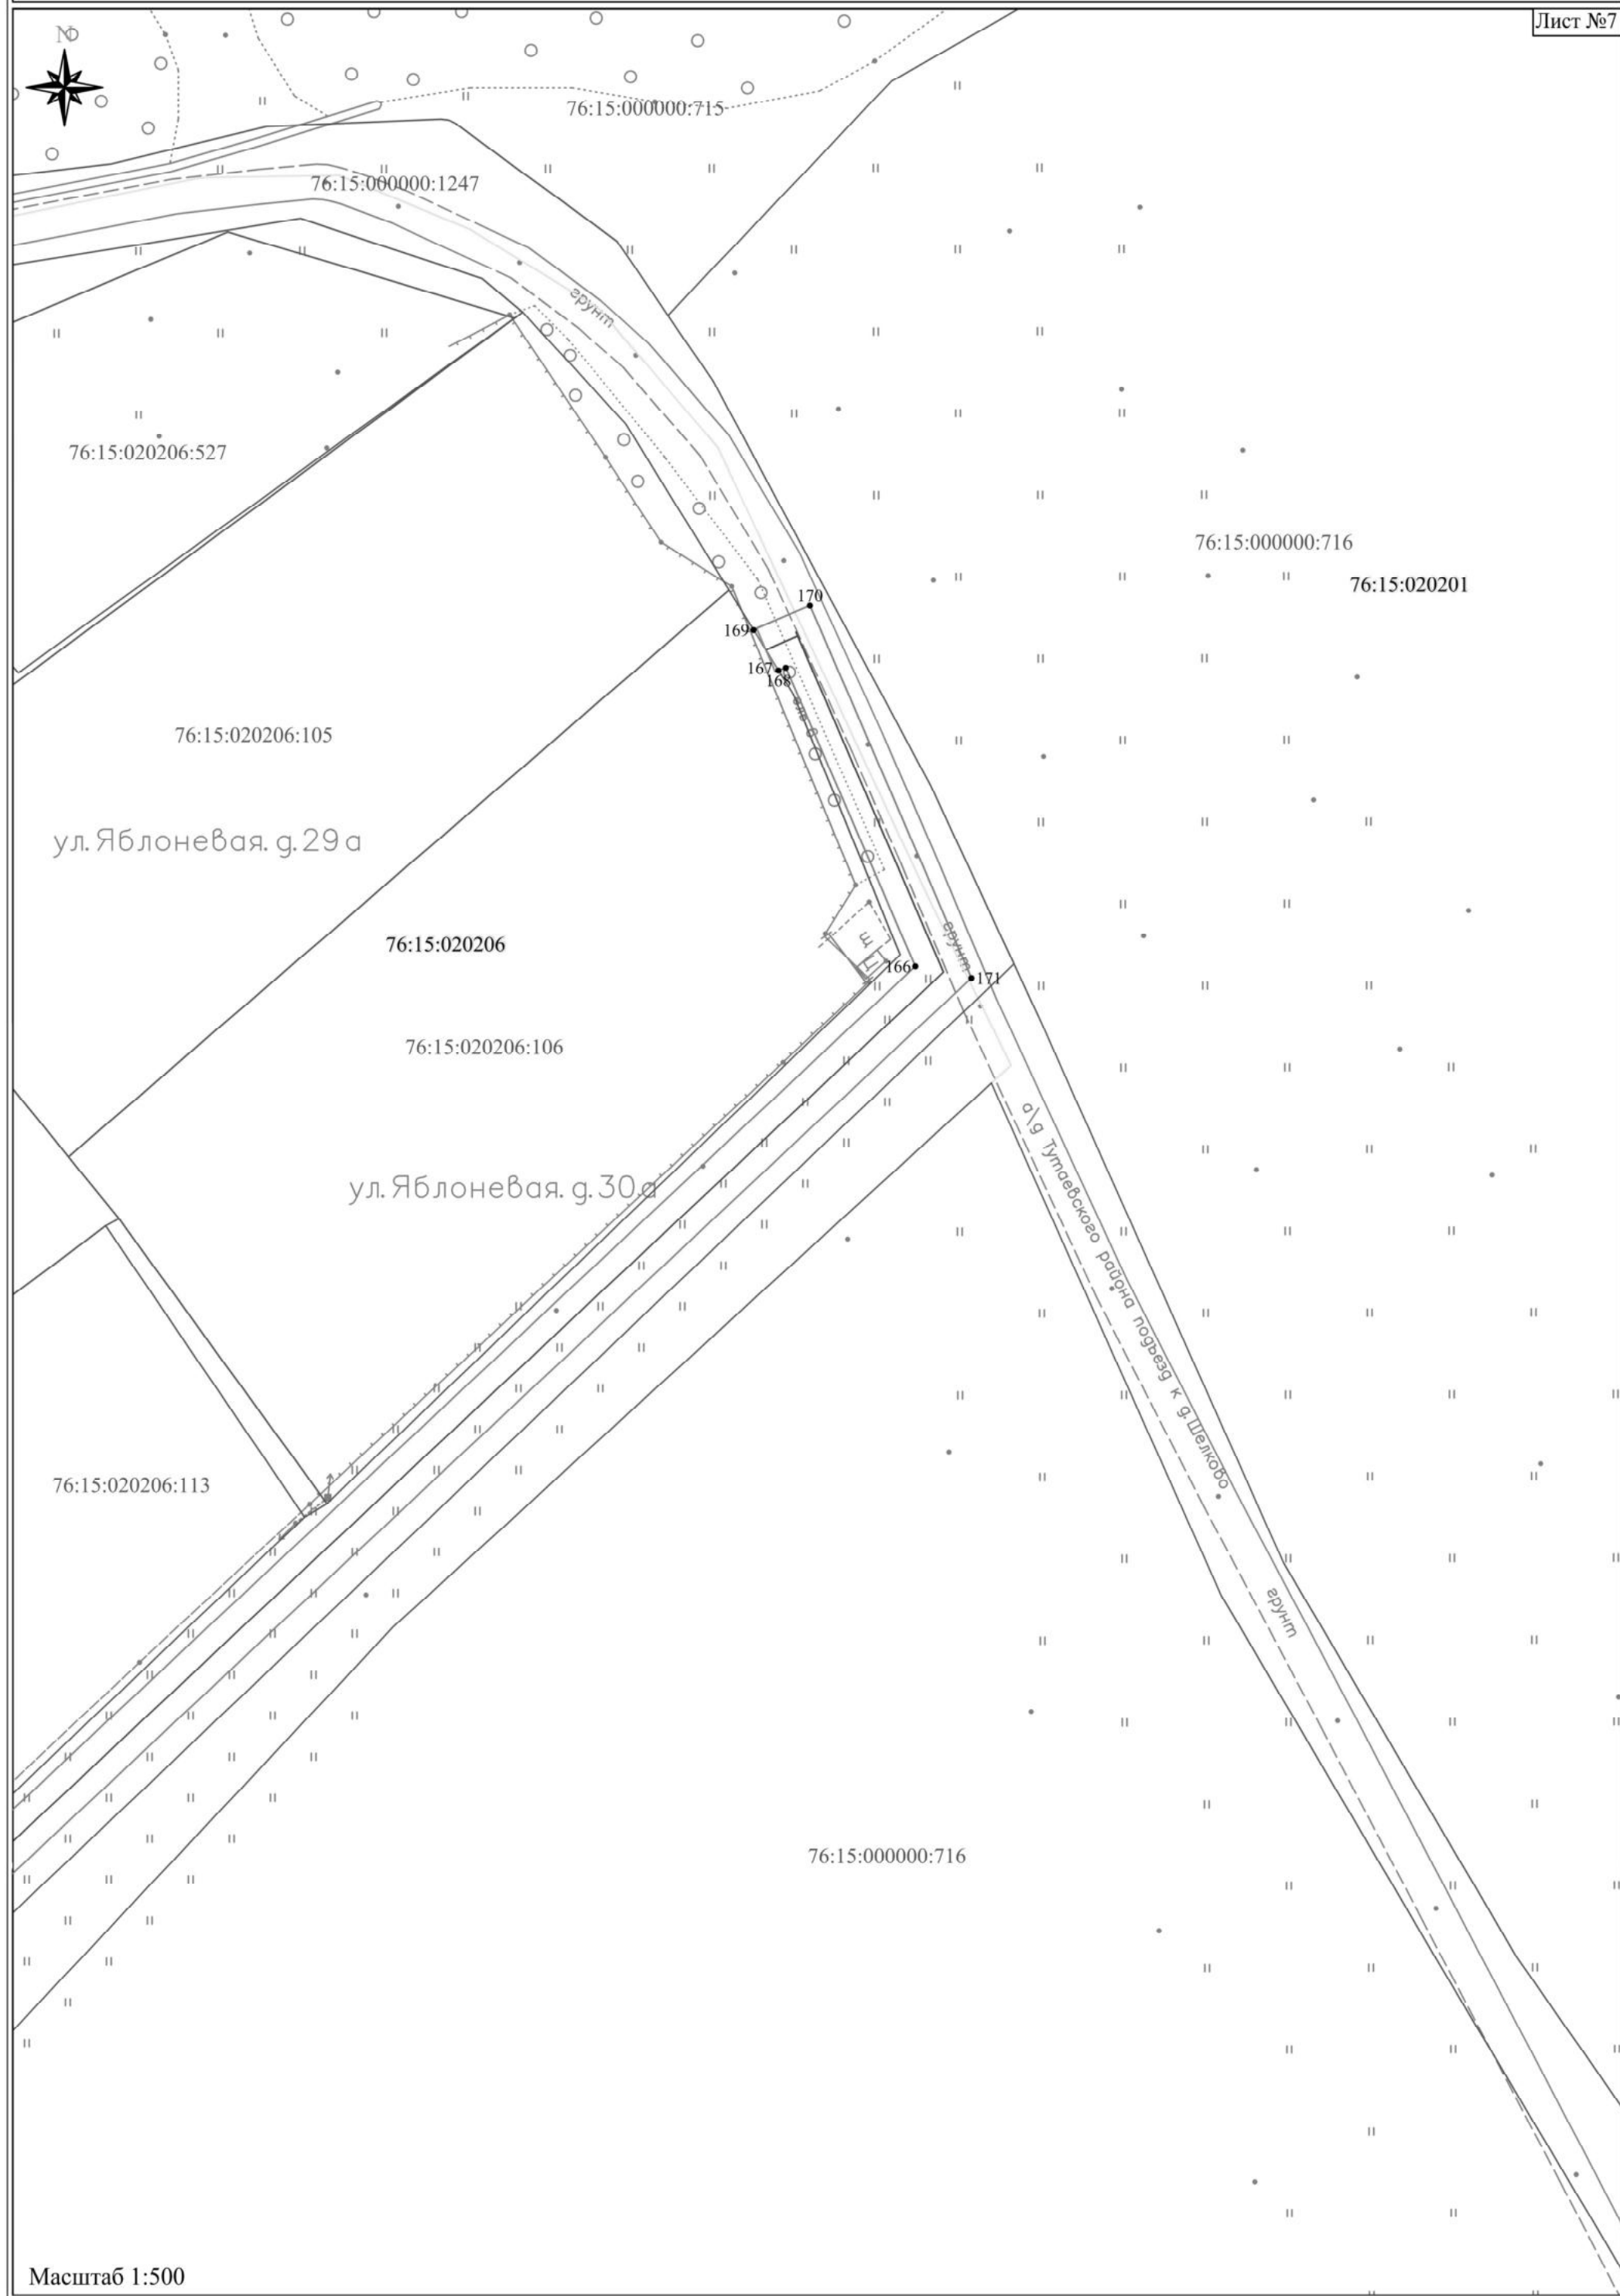 Лист №7
N
76:15:000000:715
76:15:000000:1247
грунт
76:15:020206:527
76:15:000000:716
76:15:020201
170
169
167
168
ель
76:15:020206:105
ул. Яблоневая. д. 29 а
76:15:020206
грунт
щ
166
171
76:15:020206:106
а\д Тутаевского района подъезд к д.Шелково
ул. Яблоневая. д. 30.а
76:15:020206:113
грунт
76:15:000000:716
Масштаб 1:500